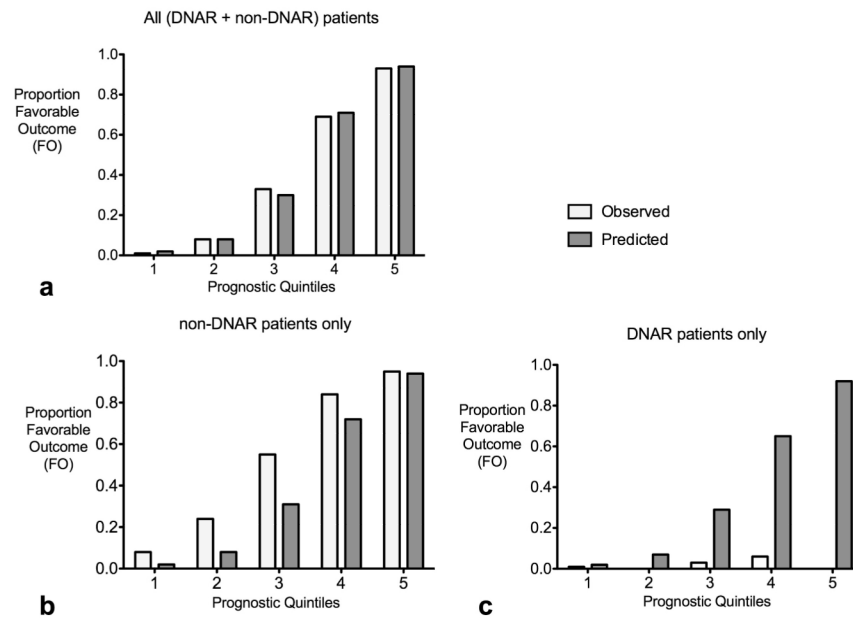 All (DNAR + non-DNAR) patients
Proportion
Favorable
Outcome
(FO)
1.0
0.8
0.6
0.4
0.2
0.0
1 2 3 4 5
Prognostic Quintiles
a
Observed
Predicted
non-DNAR patients only
Proportion
Favorable
Outcome
(FO)
1.0
0.8
0.6
0.4
0.2
0.0
1 2 3 4 5
Prognostic Quintiles
b
DNAR patients only
Proportion
Favorable
Outcome
(FO)
1.0
0.8
0.6
0.4
0.2
0.0
1 2 3 4 5
Prognostic Quintiles
c